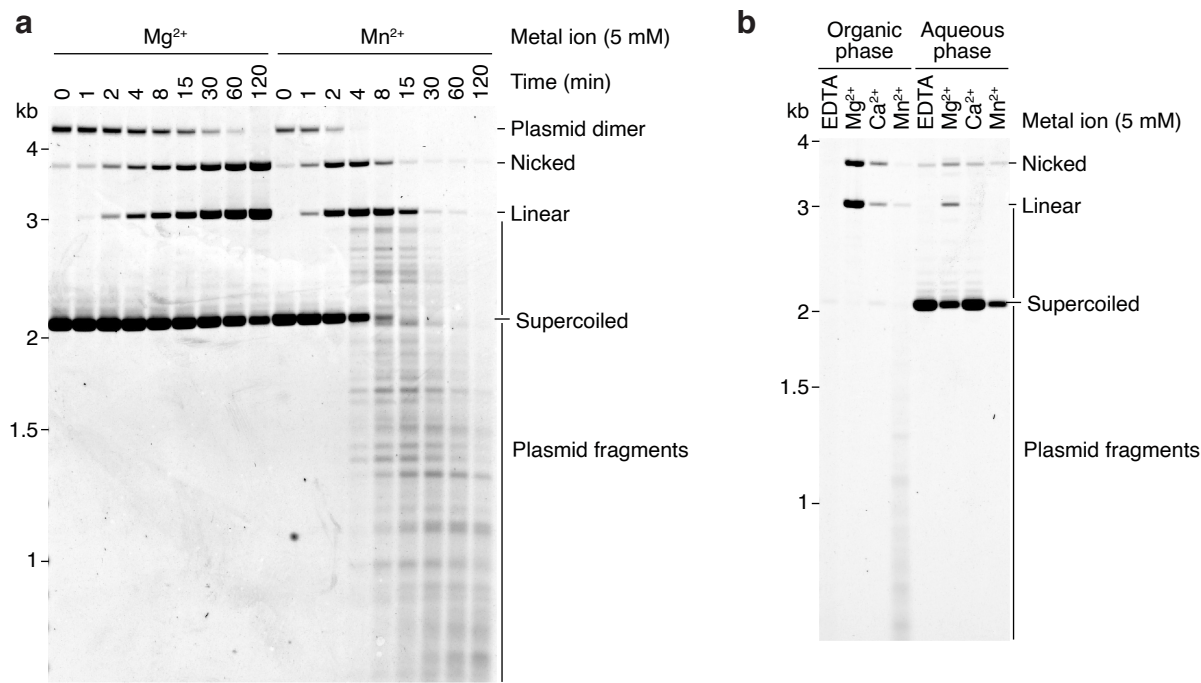 a
Mg²⁺ Mn²⁺ Metal ion (5 mM)
0 1 2 4 8 15 30 60 120 0 1 2 4 8 15 30 60 120 Time (min)
kb
4
3
2
1.5
1
Plasmid dimer
Nicked
Linear
Supercoiled
Plasmid fragments
b
Organic phase
Aqueous phase
EDTA Mg²⁺ Ca²⁺ Mn²⁺ EDTA Mg²⁺ Ca²⁺ Mn²⁺ Metal ion (5 mM)
kb
4
3
2
1.5
1
Nicked
Linear
Supercoiled
Plasmid fragments